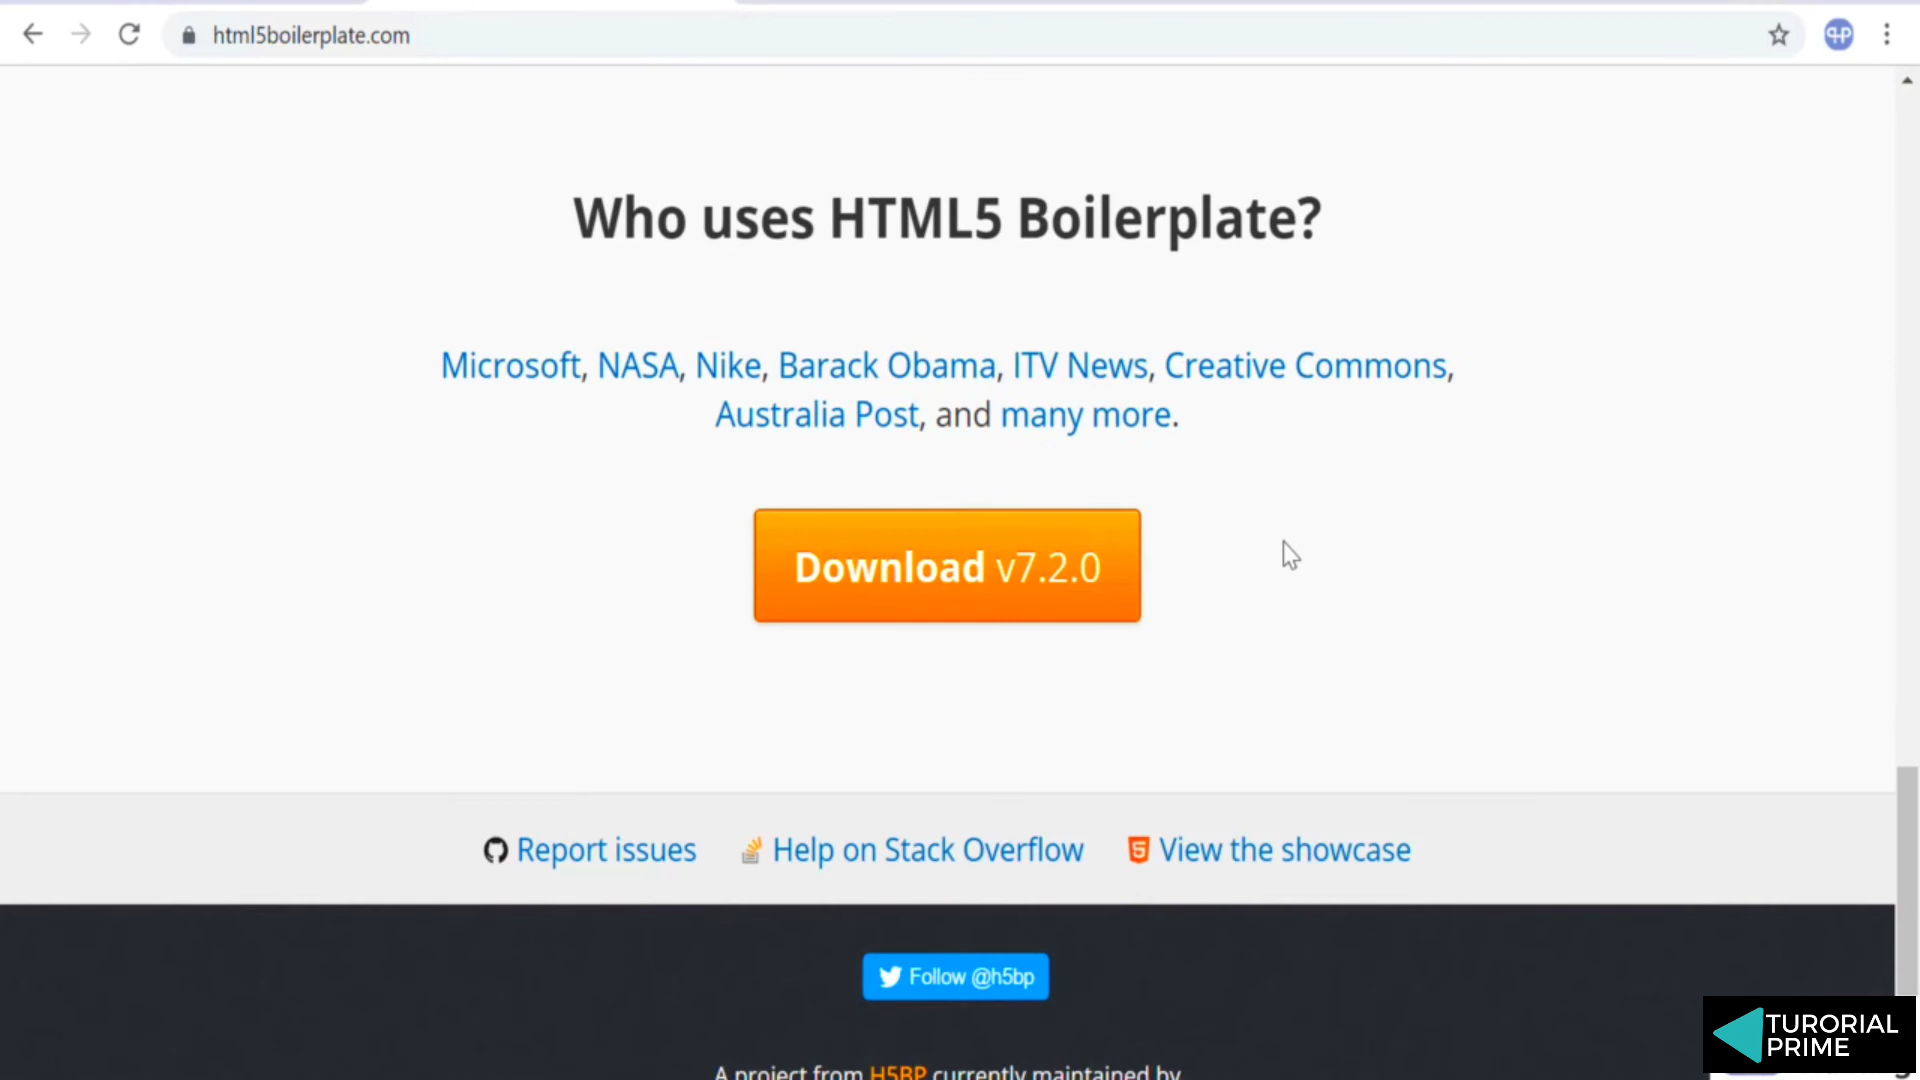 html5boilerplate.com
Who uses HTML5 Boilerplate?
Microsoft, NASA, Nike, Barack Obama, ITV News, Creative Commons,
Australia Post, and many more.
Download v7.2.0
Report issues Help on Stack Overflow View the showcase
Follow @h5bp
A project from H5BP currently maintained by
TURORIAL
PRIME